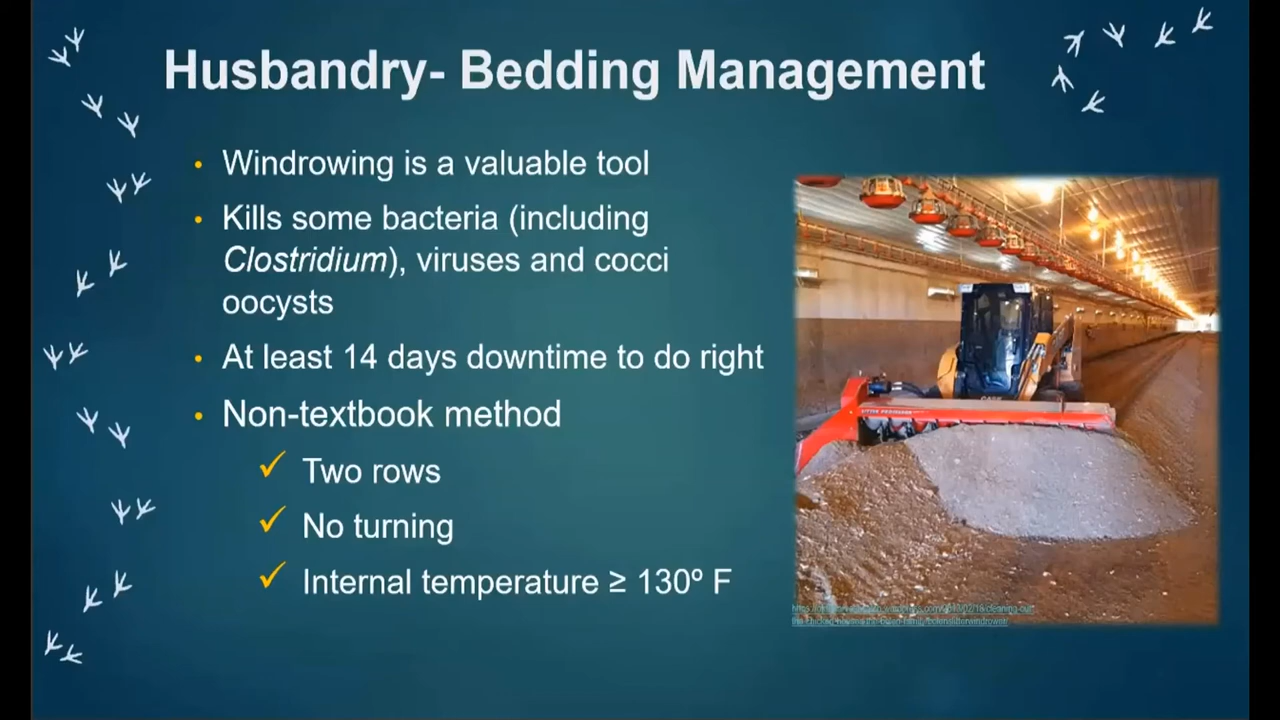 Husbandry- Bedding Management
• Windrowing is a valuable tool
• Kills some bacteria (including
Clostridium), viruses and cocci
oocysts
• At least 14 days downtime to do right
• Non-textbook method
✓ Two rows
✓ No turning
✓ Internal temperature ≥ 130º F
CASE